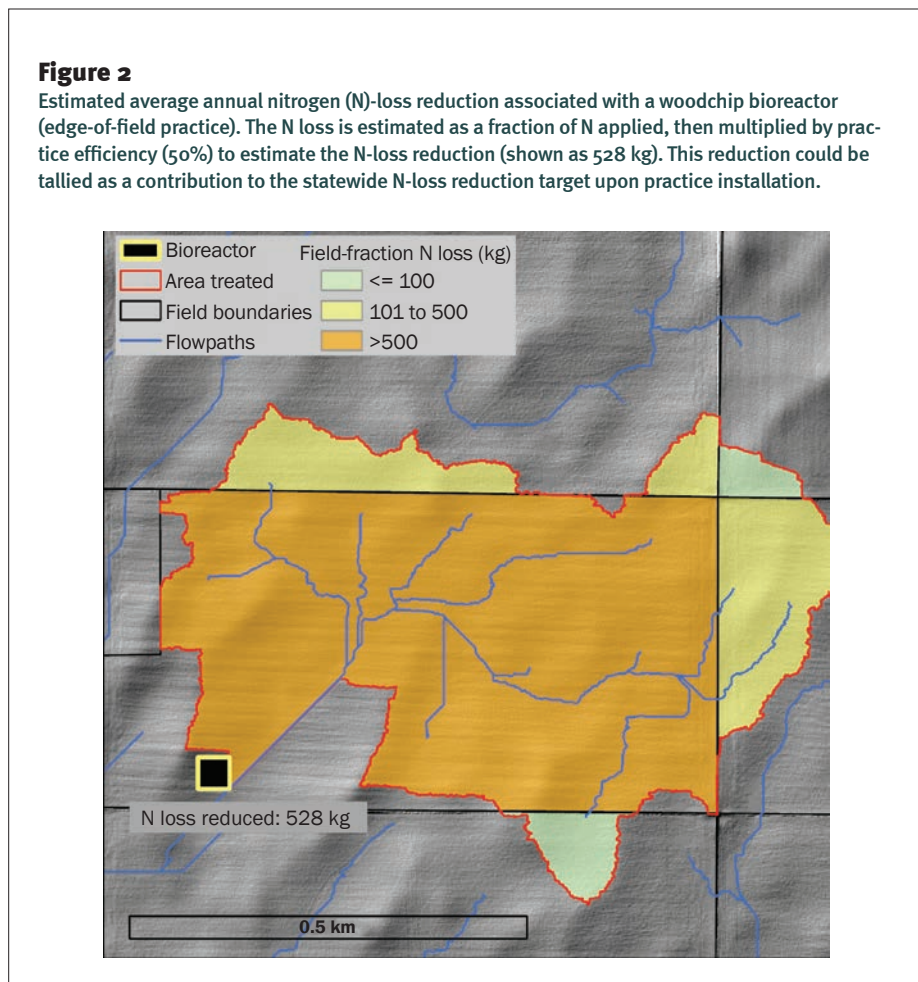 Figure 2
Estimated average annual nitrogen (N)-loss reduction associated with a woodchip bioreactor
(edge-of-field practice). The N loss is estimated as a fraction of N applied, then multiplied by prac-
tice efficiency (50%) to estimate the N-loss reduction (shown as 528 kg). This reduction could be
tallied as a contribution to the statewide N-loss reduction target upon practice installation.
Bioreactor
Area treated
Field boundaries
Flowpaths
Field-fraction N loss (kg)
<= 100
101 to 500
>500
N loss reduced: 528 kg
0.5 km